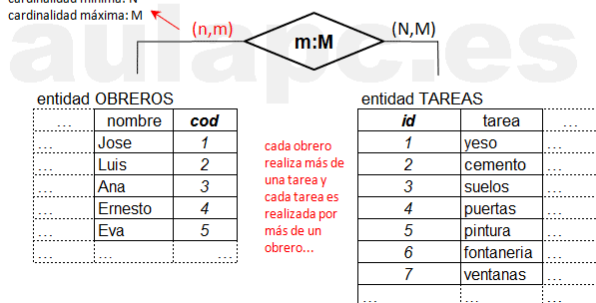 cardinalidad mínima: N
cardinalidad máxima: M
(n,m)
m:M
(N,M)
aulapc.es
entidad OBREROS
... nombre cod
... Jose 1
... Luis 2
... Ana 3
... Ernesto 4
... Eva 5
... ... ...
cada obrero
realiza más de
una tarea y
cada tarea es
realizada por
más de un
obrero...
entidad TAREAS
id tarea ...
1 yeso ...
2 cemento ...
3 suelos ...
4 puertas ...
5 pintura ...
6 fontaneria ...
7 ventanas ...
... ... ...